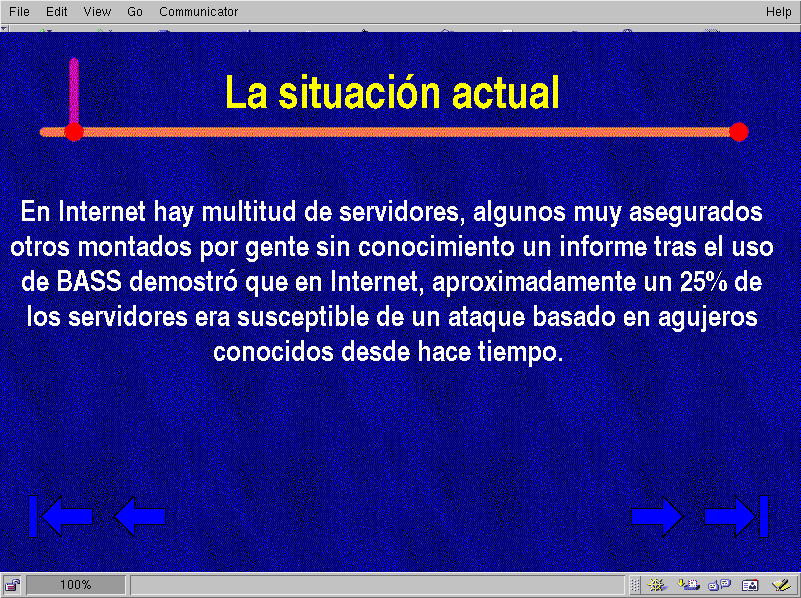 File Edit View Go Communicator Help
La situación actual
En Internet hay multitud de servidores, algunos muy asegurados
otros montados por gente sin conocimiento un informe tras el uso
de BASS demostró que en Internet, aproximadamente un 25% de
los servidores era susceptible de un ataque basado en agujeros
conocidos desde hace tiempo.
100%